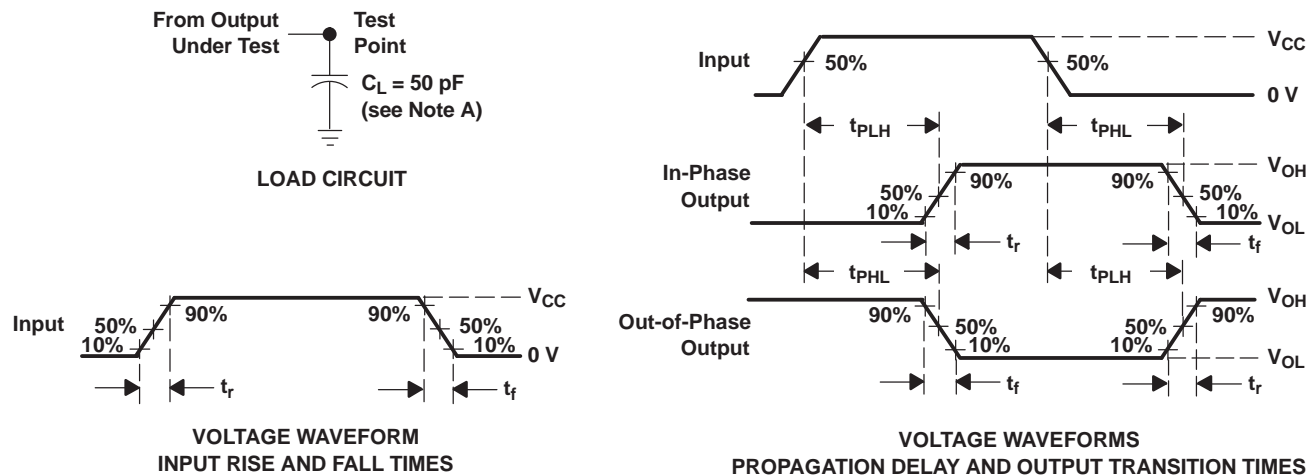 From Output
Under Test
Test
Point
CL = 50 pF
(see Note A)
LOAD CIRCUIT
Input
50%
10%
90%
90%
50%
10%
VCC
0 V
tr
tf
VOLTAGE WAVEFORM
INPUT RISE AND FALL TIMES
Input
50%
50%
VCC
0 V
tPLH
tPHL
In-Phase
Output
50%
10%
90%
90%
50%
10%
VOH
VOL
tr
tf
tPHL
tPLH
Out-of-Phase
Output
90%
50%
10%
50%
10%
90%
VOH
VOL
tf
tr
VOLTAGE WAVEFORMS
PROPAGATION DELAY AND OUTPUT TRANSITION TIMES